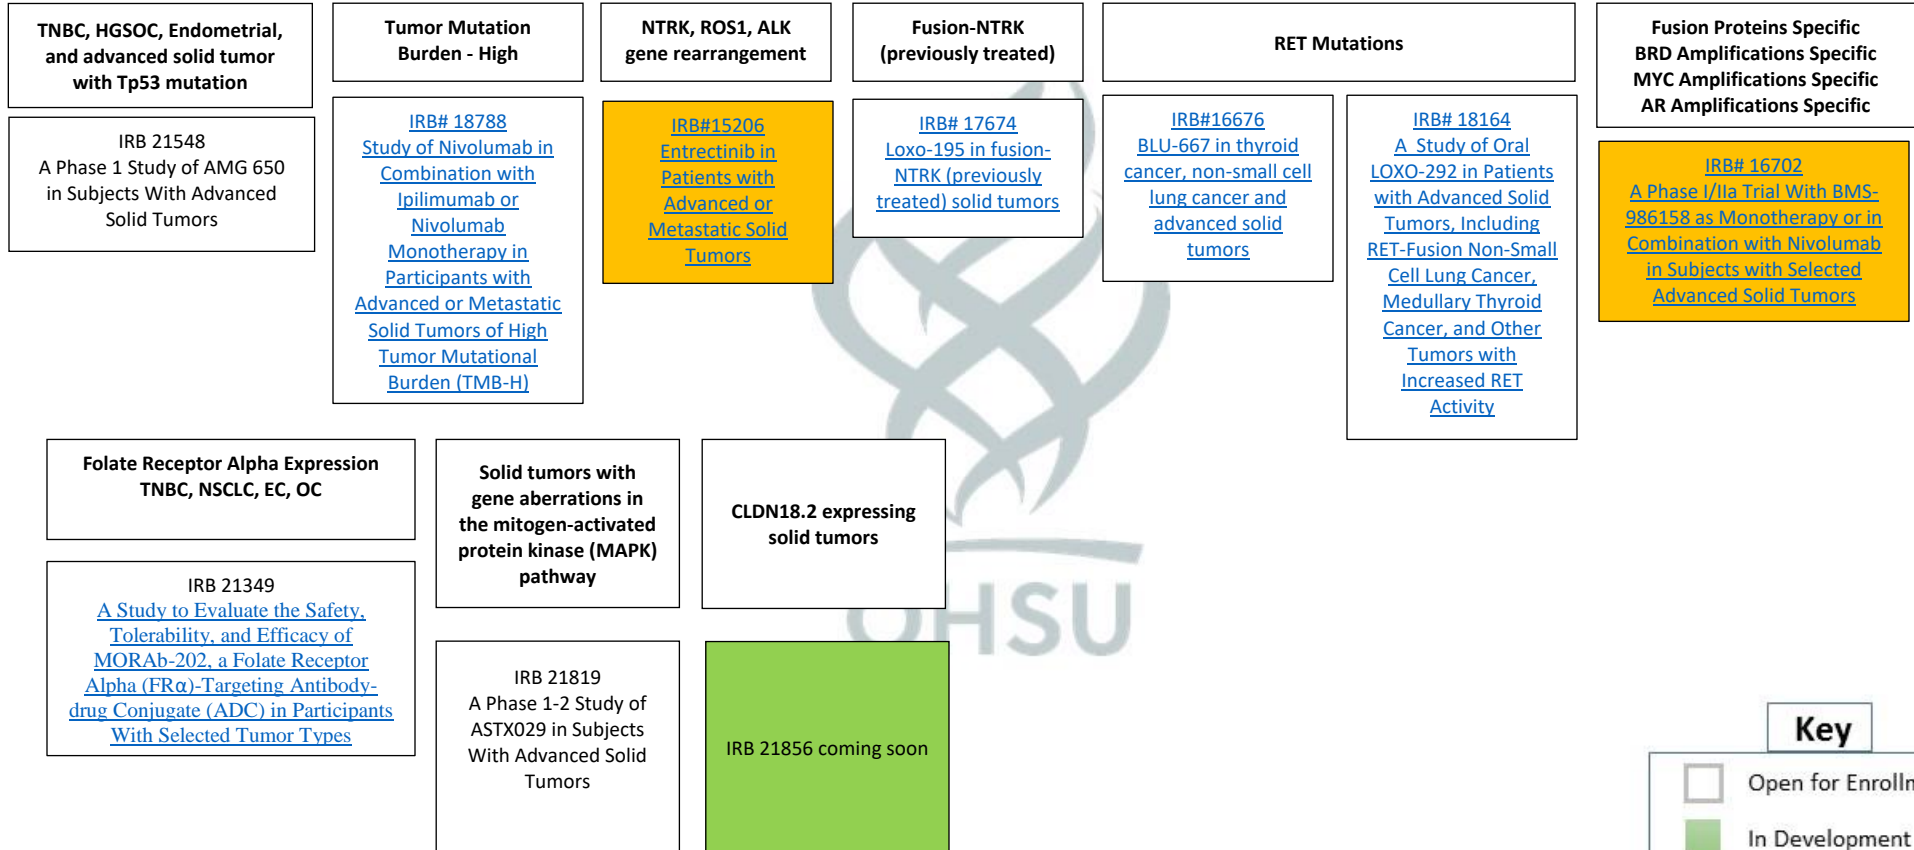 TNBC, HGSOC, Endometrial,
and advanced solid tumor
with Tp53 mutation
IRB 21548
A Phase 1 Study of AMG 650
in Subjects With Advanced
Solid Tumors
Tumor Mutation
Burden - High
IRB# 18788
Study of Nivolumab in
Combination with
Ipilimumab or
Nivolumab
Monotherapy in
Participants with
Advanced or Metastatic
Solid Tumors of High
Tumor Mutational
Burden (TMB-H)
NTRK, ROS1, ALK
gene rearrangement
IRB#15206
Entrectinib in
Patients with
Advanced or
Metastatic Solid
Tumors
Fusion-NTRK
(previously treated)
IRB# 17674
Loxo-195 in fusion-
NTRK (previously
treated) solid tumors
RET Mutations
IRB#16676
BLU-667 in thyroid
cancer, non-small cell
lung cancer and
advanced solid
tumors
IRB# 18164
A Study of Oral
LOXO-292 in Patients
with Advanced Solid
Tumors, Including
RET-Fusion Non-Small
Cell Lung Cancer,
Medullary Thyroid
Cancer, and Other
Tumors with
Increased RET
Activity
Fusion Proteins Specific
BRD Amplifications Specific
MYC Amplifications Specific
AR Amplifications Specific
IRB# 16702
A Phase I/IIa Trial With BMS-
986158 as Monotherapy or in
Combination with Nivolumab
in Subjects with Selected
Advanced Solid Tumors
Folate Receptor Alpha Expression
TNBC, NSCLC, EC, OC
IRB 21349
A Study to Evaluate the Safety,
Tolerability, and Efficacy of
MORAb-202, a Folate Receptor
Alpha (FRα)-Targeting Antibody-
drug Conjugate (ADC) in Participants
With Selected Tumor Types
Solid tumors with
gene aberrations in
the mitogen-activated
protein kinase (MAPK)
pathway
IRB 21819
A Phase 1-2 Study of
ASTX029 in Subjects
With Advanced Solid
Tumors
CLDN18.2 expressing
solid tumors
IRB 21856 coming soon
OHSU
Key
Open for Enrolln
In Development